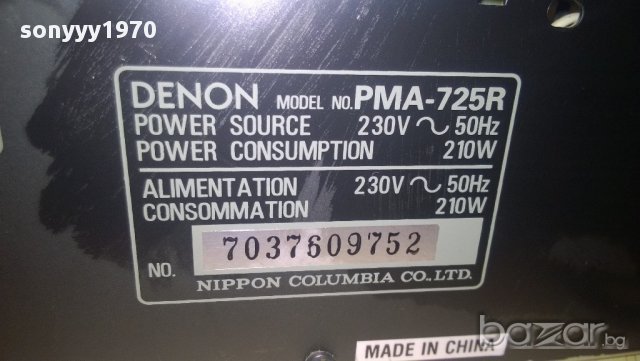 sonyyy1970
DENON MODEL NO. PMA-725R
POWER SOURCE 230V ~ 50Hz
POWER CONSUMPTION 210W
ALIMENTATION 230V ~ 50Hz
CONSOMMATION 210W
NO. 7037609752
NIPPON COLUMBIA CO., LTD.
MADE IN CHINA
bazar.bg